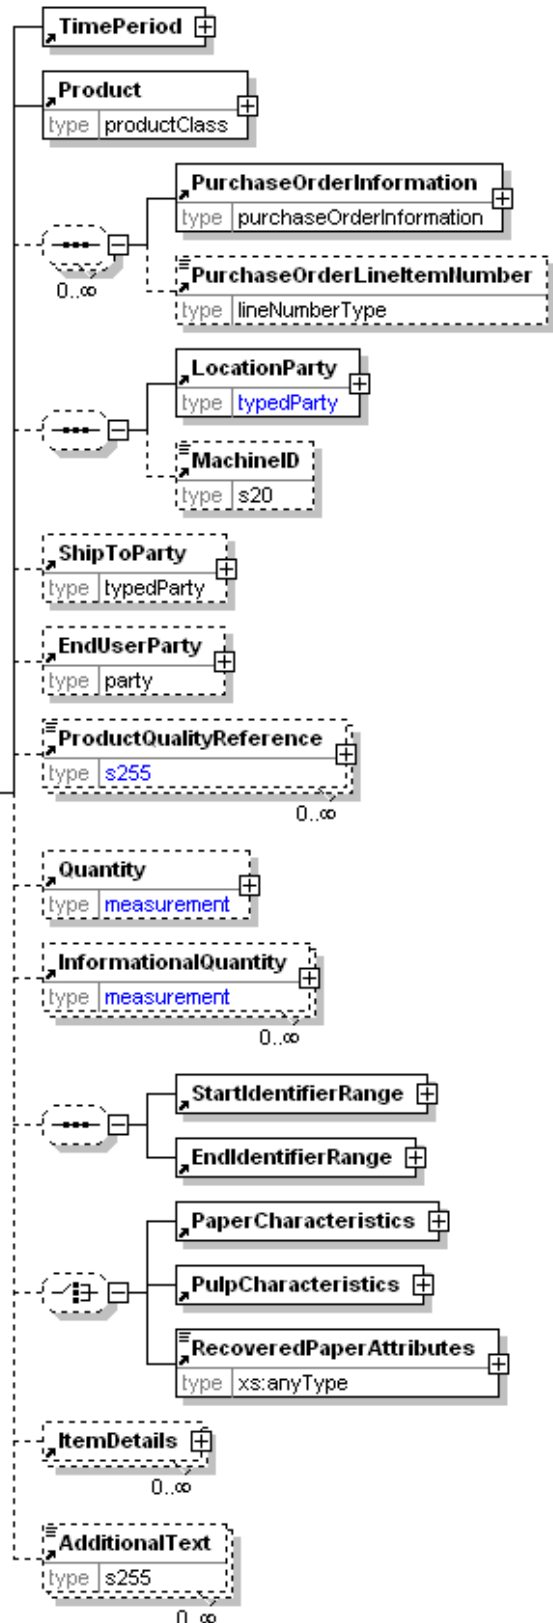 TimePeriod
Product
type productClass
PurchaseOrderInformation
type purchaseOrderInformation
0..∞
PurchaseOrderLineItemNumber
type lineNumberType
LocationParty
type typedParty
MachineID
type s20
ShipToParty
type typedParty
EndUserParty
type party
ProductQualityReference
type s255
0..∞
Quantity
type measurement
InformationalQuantity
type measurement
0..∞
StartIdentifierRange
EndIdentifierRange
PaperCharacteristics
PulpCharacteristics
RecoveredPaperAttributes
type xs:anyType
ItemDetails
0..∞
AdditionalText
type s255
0..∞